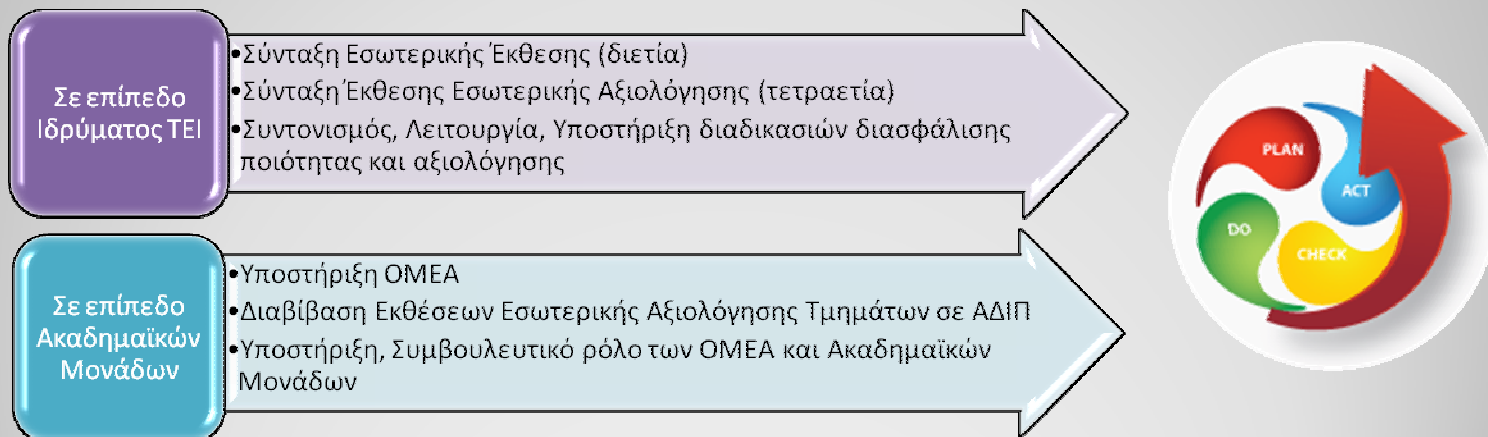 Σε επίπεδο
Ιδρύματος ΤΕΙ
•Σύνταξη Εσωτερικής Έκθεσης (διετία)
•Σύνταξη Έκθεσης Εσωτερικής Αξιολόγησης (τετραετία)
•Συντονισμός, Λειτουργία, Υποστήριξη διαδικασιών διασφάλισης
ποιότητας και αξιολόγησης
Σε επίπεδο
Ακαδημαϊκών
Μονάδων
•Υποστήριξη ΟΜΕΑ
•Διαβίβαση Εκθέσεων Εσωτερικής Αξιολόγησης Τμημάτων σε ΑΔΙΠ
•Υποστήριξη, Συμβουλευτικό ρόλο των ΟΜΕΑ και Ακαδημαϊκών
Μονάδων
PLAN
ACT
DO
CHECK